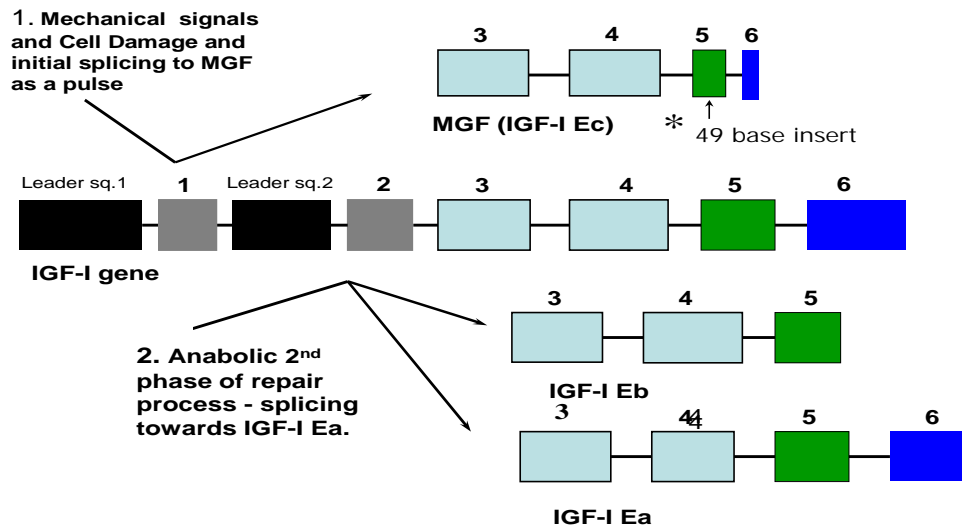 1. Mechanical signals
and Cell Damage and
initial splicing to MGF
as a pulse
3 4 5 6
MGF (IGF-I Ec) *
↑
49 base insert
Leader sq.1 1 Leader sq.2 2 3 4 5 6
IGF-I gene
3 4 5
2. Anabolic 2nd
phase of repair
process - splicing
towards IGF-I Ea.
IGF-I Eb
3 4 4 5 6
IGF-I Ea